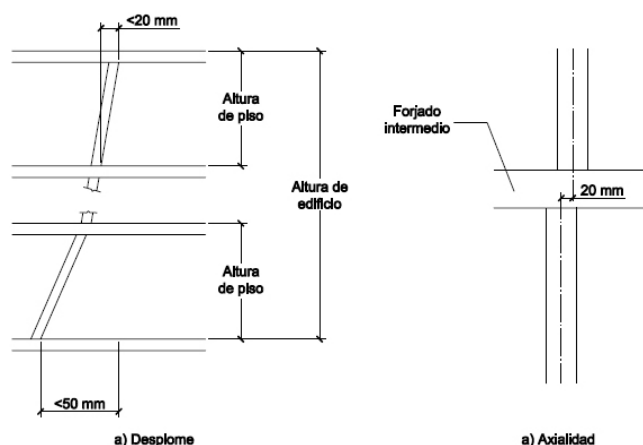 <20 mm
Altura
de piso
Altura de
edificio
Altura
de piso
<50 mm
a) Desplome
Forjado
intermedio
20 mm
a) Axialidad